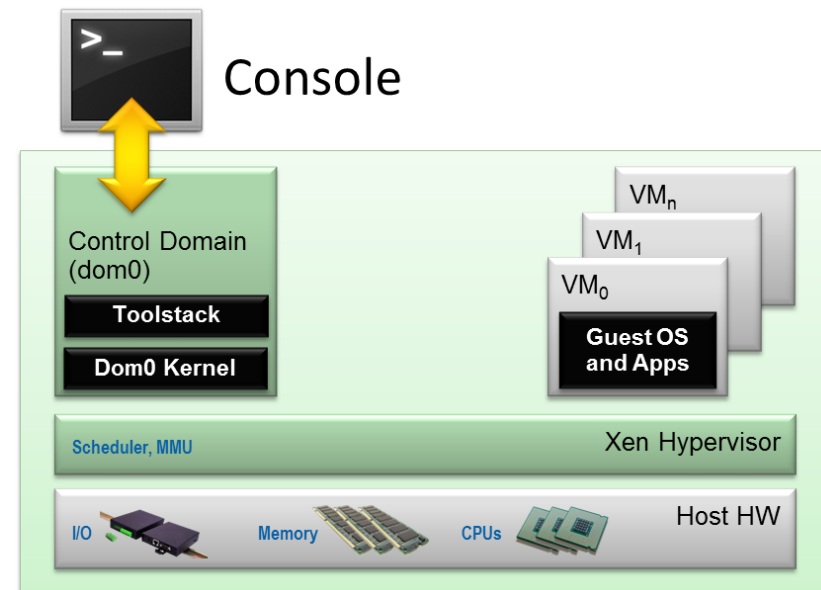 >_
Console
Control Domain
(dom0)
Toolstack
Dom0 Kernel
VMn
VM1
VM0
Guest OS
and Apps
Scheduler, MMU
Xen Hypervisor
I/O
Memory
CPUs
Host HW